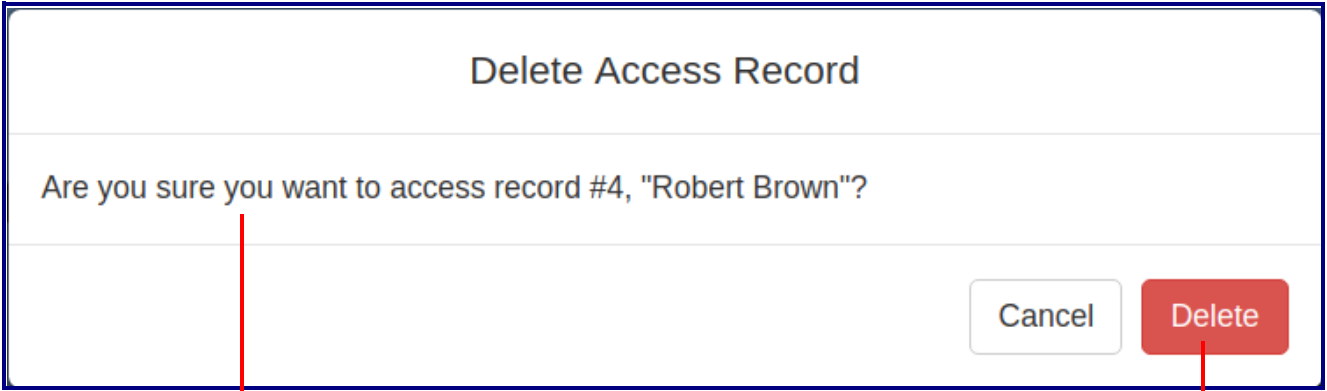 Delete Access Record
Are you sure you want to access record #4, "Robert Brown"?
Cancel Delete